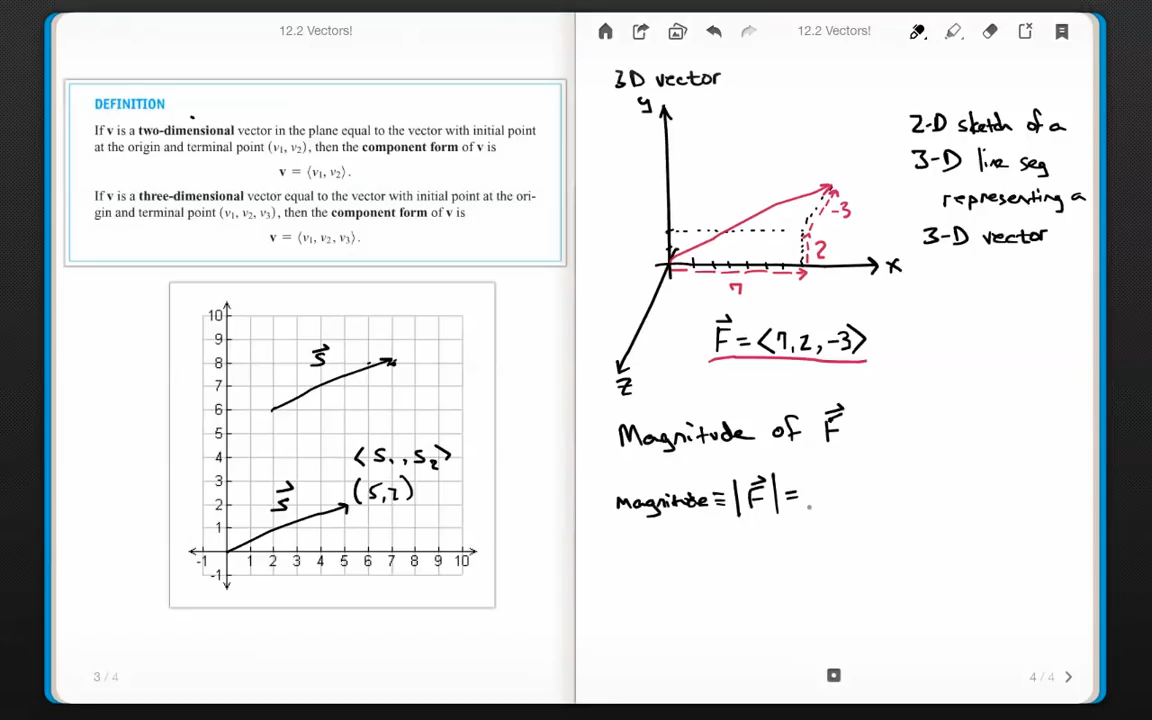 12.2 Vectors!
DEFINITION
If v is a two-dimensional vector in the plane equal to the vector with initial point
at the origin and terminal point (v₁, v₂), then the component form of v is
v = ⟨v₁, v₂⟩.
If v is a three-dimensional vector equal to the vector with initial point at the ori-
gin and terminal point (v₁, v₂, v₃), then the component form of v is
v = ⟨v₁, v₂, v₃⟩.
10
9
8
7
6
5
4
3
2
1
-1
-1 1 2 3 4 5 6 7 8 9 10
S⃗
⟨S₁, S₂⟩
S⃗
(5,2)
3 / 4
12.2 Vectors!
3D vector
y
x
z
-3
2
7
2-D sketch of a
3-D line seg
representing a
3-D vector
F⃗ = ⟨7, 2, -3⟩
Magnitude of F⃗
magnitude ≡ |F⃗| =
4 / 4